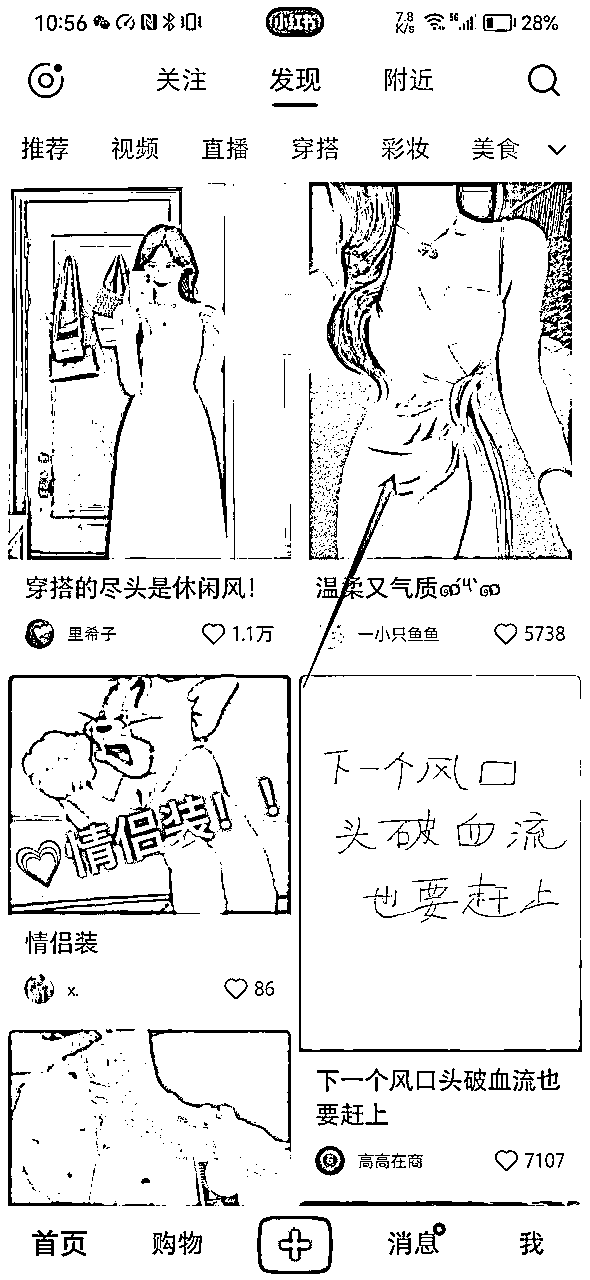 10:56
小红书
7.8
K/s
5G
28%
关注 发现 附近
推荐 视频 直播 穿搭 彩妆 美食
穿搭的尽头是休闲风！
里希子 1.1万
温柔又气质
一小只鱼鱼 5738
情侣装！！
情侣装
x. 86
下一个风口
头破血流
也要赶上
下一个风口头破血流也
要赶上
高高在商 7107
首页 购物 消息 我